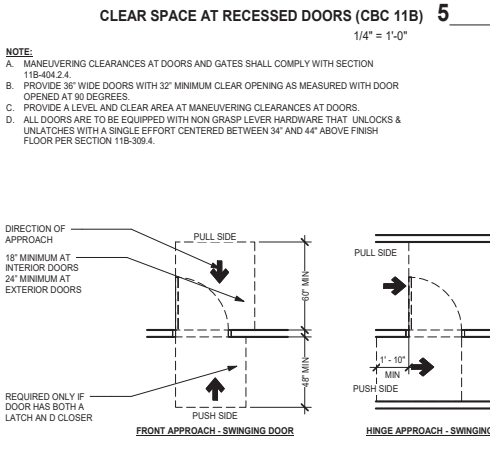 CLEAR SPACE AT RECESSED DOORS (CBC 11B) 5
1/4" = 1'-0"
NOTE:
A. MANEUVERING CLEARANCES AT DOORS AND GATES SHALL COMPLY WITH SECTION
11B-404.2.4.
B. PROVIDE 36" WIDE DOORS WITH 32" MINIMUM CLEAR OPENING AS MEASURED WITH DOOR
OPENED AT 90 DEGREES.
C. PROVIDE A LEVEL AND CLEAR AREA AT MANEUVERING CLEARANCES AT DOORS.
D. ALL DOORS ARE TO BE EQUIPPED WITH NON GRASP LEVER HARDWARE THAT UNLOCKS &
UNLATCHES WITH A SINGLE EFFORT CENTERED BETWEEN 34" AND 44" ABOVE FINISH
FLOOR PER SECTION 11B-309.4.
DIRECTION OF
APPROACH
18" MINIMUM AT
INTERIOR DOORS
24" MINIMUM AT
EXTERIOR DOORS
REQUIRED ONLY IF
DOOR HAS BOTH A
LATCH AN D CLOSER
PULL SIDE
60" MIN
48" MIN
PUSH SIDE
FRONT APPROACH - SWINGING DOOR
PULL SIDE
1' - 10"
MIN
PUSH SIDE
HINGE APPROACH - SWINGING